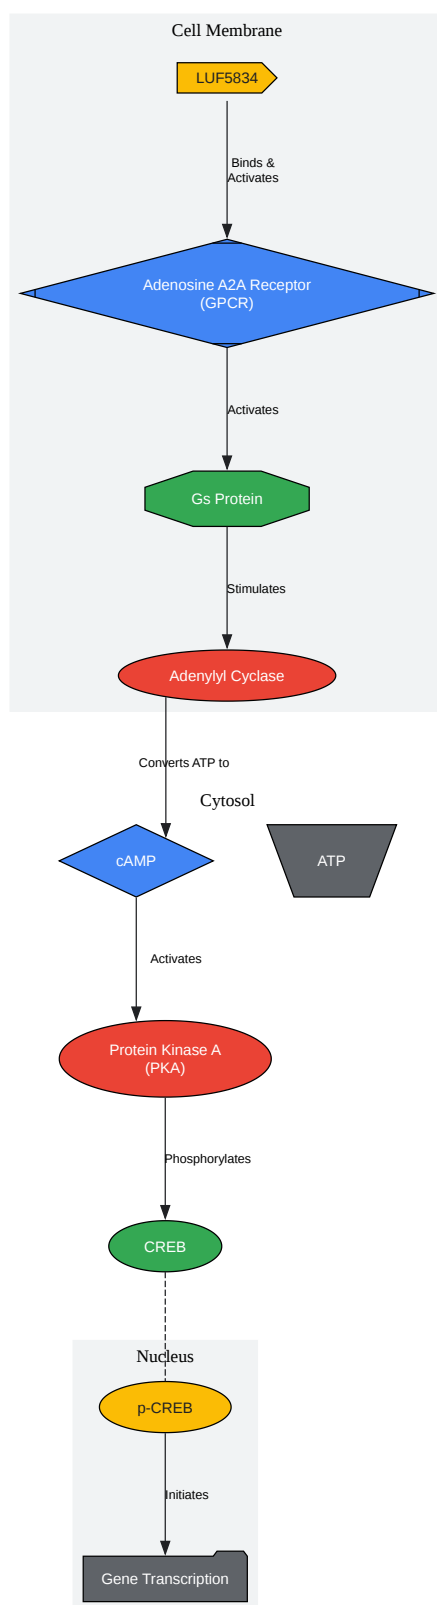 Cell Membrane
LUF5834
Binds &
Activates
Adenosine A2A Receptor
(GPCR)
Activates
Gs Protein
Stimulates
Adenylyl Cyclase
Converts ATP to
Cytosol
cAMP
ATP
Activates
Protein Kinase A
(PKA)
Phosphorylates
CREB
Nucleus
p-CREB
Initiates
Gene Transcription